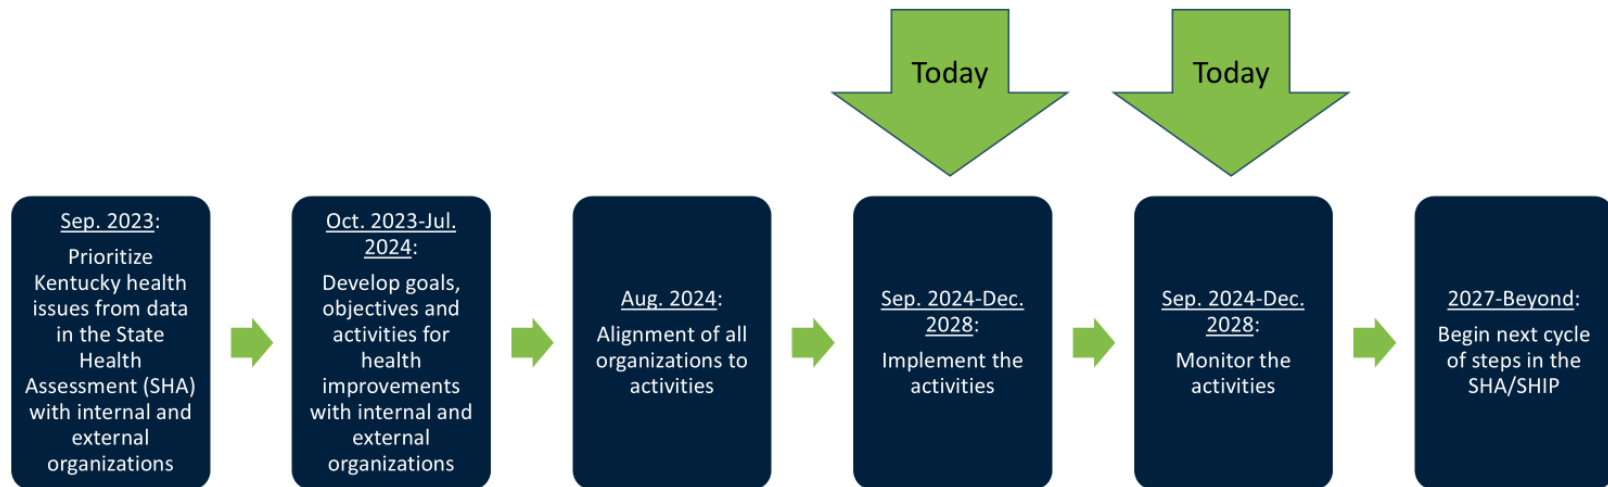 Today
Today
Sep. 2023:
Prioritize
Kentucky health
issues from data
in the State
Health
Assessment (SHA)
with internal and
external
organizations
Oct. 2023-Jul.
2024:
Develop goals,
objectives and
activities for
health
improvements
with internal and
external
organizations
Aug. 2024:
Alignment of all
organizations to
activities
Sep. 2024-Dec.
2028:
Implement the
activities
Sep. 2024-Dec.
2028:
Monitor the
activities
2027-Beyond:
Begin next cycle
of steps in the
SHA/SHIP